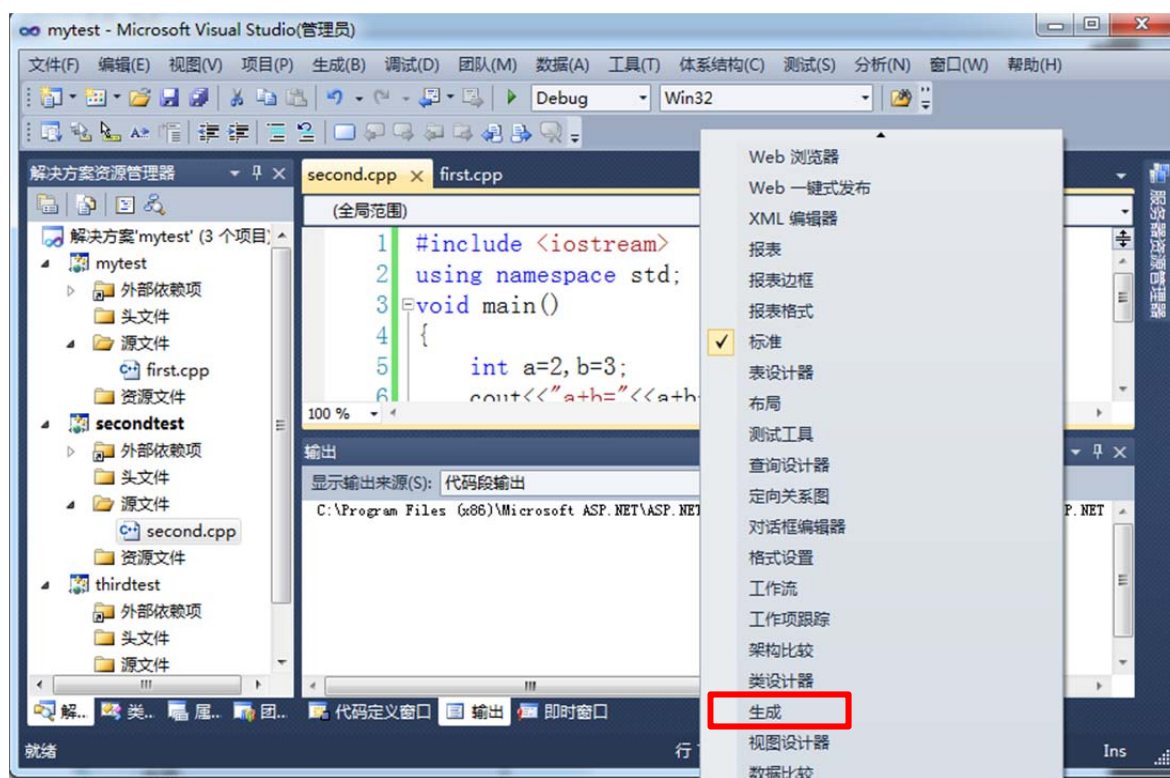 mytest - Microsoft Visual Studio(管理员)
文件(F) 编辑(E) 视图(V) 项目(P) 生成(B) 调试(D) 团队(M) 数据(A) 工具(T) 体系结构(C) 测试(S) 分析(N) 窗口(W) 帮助(H)
Debug Win32
解决方案资源管理器
解决方案'mytest' (3 个项目)
mytest
外部依赖项
头文件
源文件
first.cpp
资源文件
secondtest
外部依赖项
头文件
源文件
second.cpp
资源文件
thirdtest
外部依赖项
头文件
源文件
解... 类... 属... 团...
second.cpp first.cpp
(全局范围)
1 #include <iostream>
2 using namespace std;
3 void main()
4 {
5 int a=2,b=3;
6 cout<<"a+b="<<a+b
100 %
输出
显示输出来源(S): 代码段输出
C:\Program Files (x86)\Microsoft ASP.NET\ASP.NET
P.NET
代码定义窗口 输出 即时窗口
Web 浏览器
Web 一键式发布
XML 编辑器
报表
报表边框
报表格式
标准
表设计器
布局
测试工具
查询设计器
定向关系图
对话框编辑器
格式设置
工作流
工作项跟踪
架构比较
类设计器
生成
视图设计器
数据比较
服务器资源管理器
就绪
行
Ins